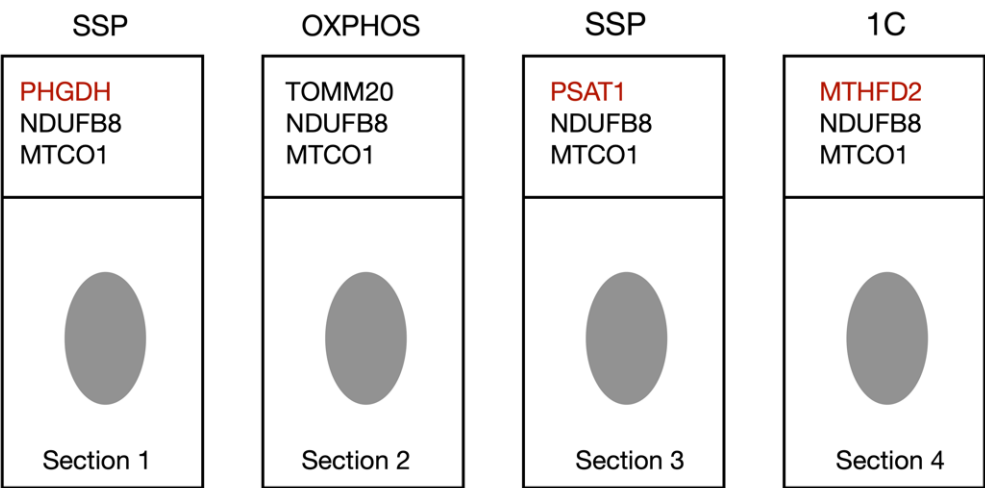 SSP
PHGDH
NDUFB8
MTCO1
Section 1
OXPHOS
TOMM20
NDUFB8
MTCO1
Section 2
SSP
PSAT1
NDUFB8
MTCO1
Section 3
1C
MTHFD2
NDUFB8
MTCO1
Section 4